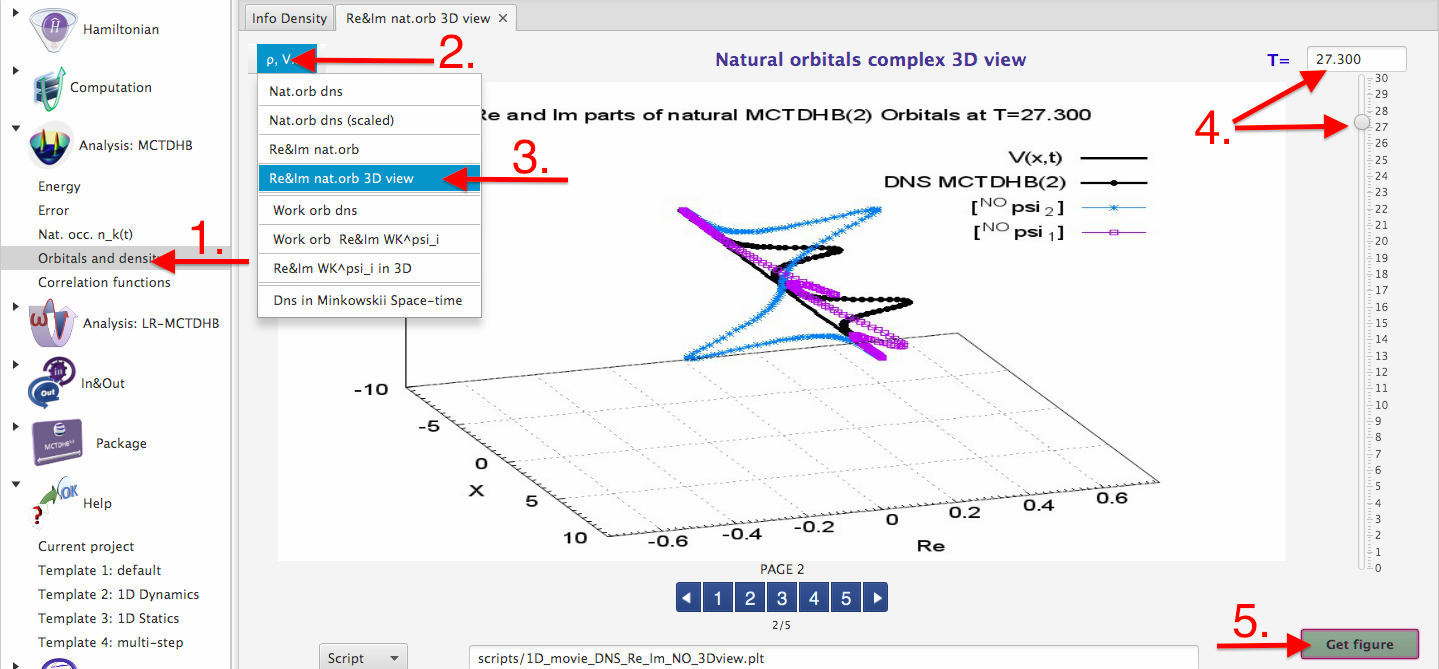 Hamiltonian
Computation
Analysis: MCTDHB
Energy
Error
Nat. occ. n_k(t)
1.
Orbitals and density
Correlation functions
Analysis: LR-MCTDHB
In&Out
in
Out
Package
MCTDHB
Help
OK
?
Current project
Template 1: default
Template 2: 1D Dynamics
Template 3: 1D Statics
Template 4: multi-step
Info Density
Re&Im nat.orb 3D view ×
ρ, V...
2.
Nat.orb dns
Nat.orb dns (scaled)
Re&Im nat.orb
3.
Re&Im nat.orb 3D view
Work orb dns
Work orb Re&Im WK^psi_i
Re&Im WK^psi_i in 3D
Dns in Minkowskii Space-time
Natural orbitals complex 3D view
T= 27.300
Re and Im parts of natural MCTDHB(2) Orbitals at T=27.300
V(x,t)
DNS MCTDHB(2)
[NO psi 2]
[NO psi 1]
4.
30
29
28
27
26
25
24
23
22
21
20
19
18
17
16
15
14
13
12
11
10
9
8
7
6
5
4
3
2
1
0
-10
-5
0
5
10
X
-0.6
-0.4
-0.2
0
0.2
0.4
0.6
Re
PAGE 2
1 2 3 4 5
2/5
5.
Get figure
Script
scripts/1D_movie_DNS_Re_Im_NO_3Dview.plt